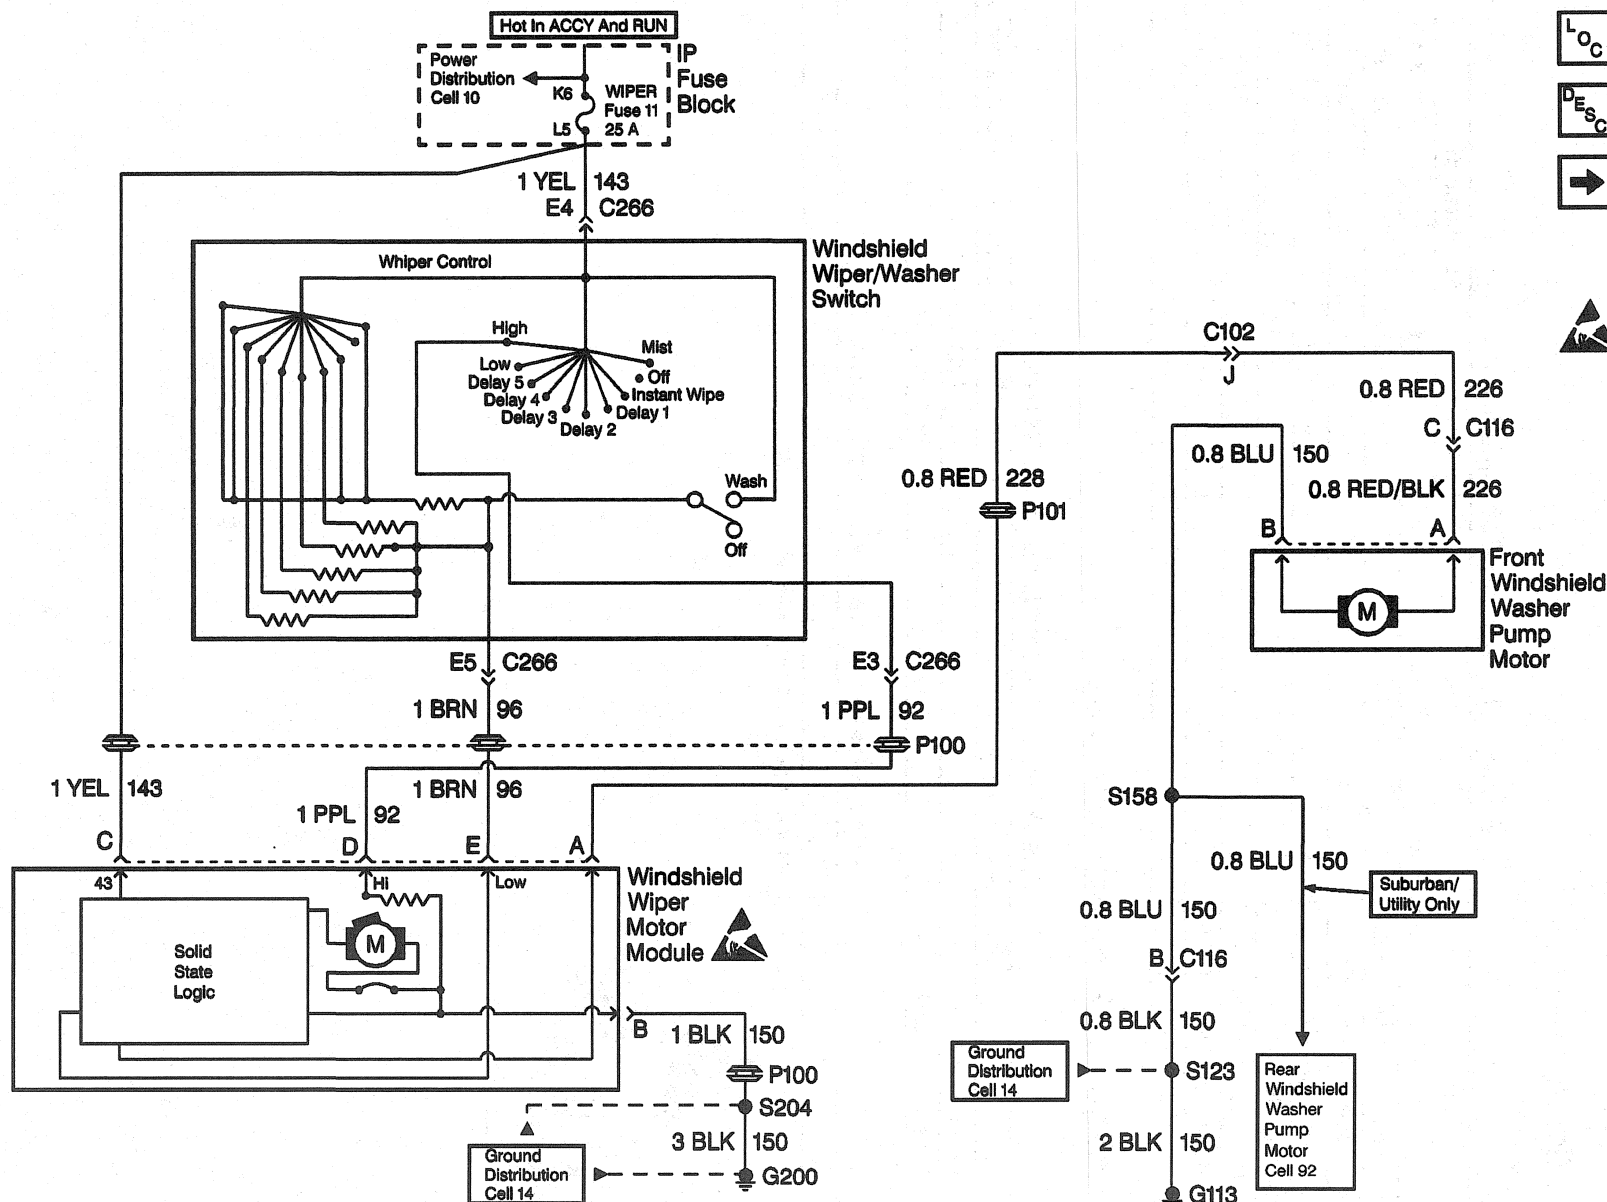 Hot In ACCY And RUN
LOC
DESC
Power
Distribution
Cell 10
K6
WIPER
Fuse 11
25 A
L5
IP
Fuse
Block
1 YEL 143
E4 C266
Windshield
Wiper/Washer
Switch
Whiper Control
High
Low
Delay 5
Delay 4
Delay 3
Delay 2
Delay 1
Instant Wipe
Off
Mist
Wash
Off
C102
J
0.8 RED 226
C C116
0.8 BLU 150
0.8 RED/BLK 226
0.8 RED 228
P101
B
A
M
Front
Windshield
Washer
Pump
Motor
E5 C266
E3 C266
1 BRN 96
1 PPL 92
P100
1 YEL 143
1 PPL 92
1 BRN 96
C
D
E
A
43
Hi
Low
Windshield
Wiper
Motor
Module
Solid
State
Logic
M
B
1 BLK 150
P100
S204
3 BLK 150
G200
Ground
Distribution
Cell 14
S158
0.8 BLU 150
Suburban/
Utility Only
0.8 BLU 150
B C116
0.8 BLK 150
Ground
Distribution
Cell 14
S123
2 BLK 150
G113
Rear
Windshield
Washer
Pump
Motor
Cell 92